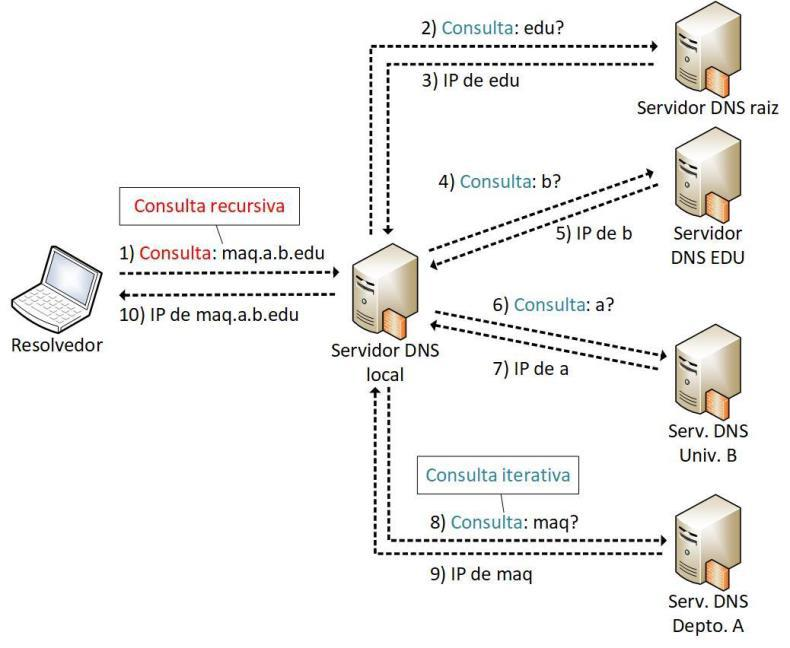 2) Consulta: edu?
3) IP de edu
Servidor DNS raiz
4) Consulta: b?
5) IP de b
Servidor
DNS EDU
Consulta recursiva
1) Consulta: maq.a.b.edu
10) IP de maq.a.b.edu
Resolvedor
Servidor DNS
local
6) Consulta: a?
7) IP de a
Serv. DNS
Univ. B
Consulta iterativa
8) Consulta: maq?
9) IP de maq
Serv. DNS
Depto. A